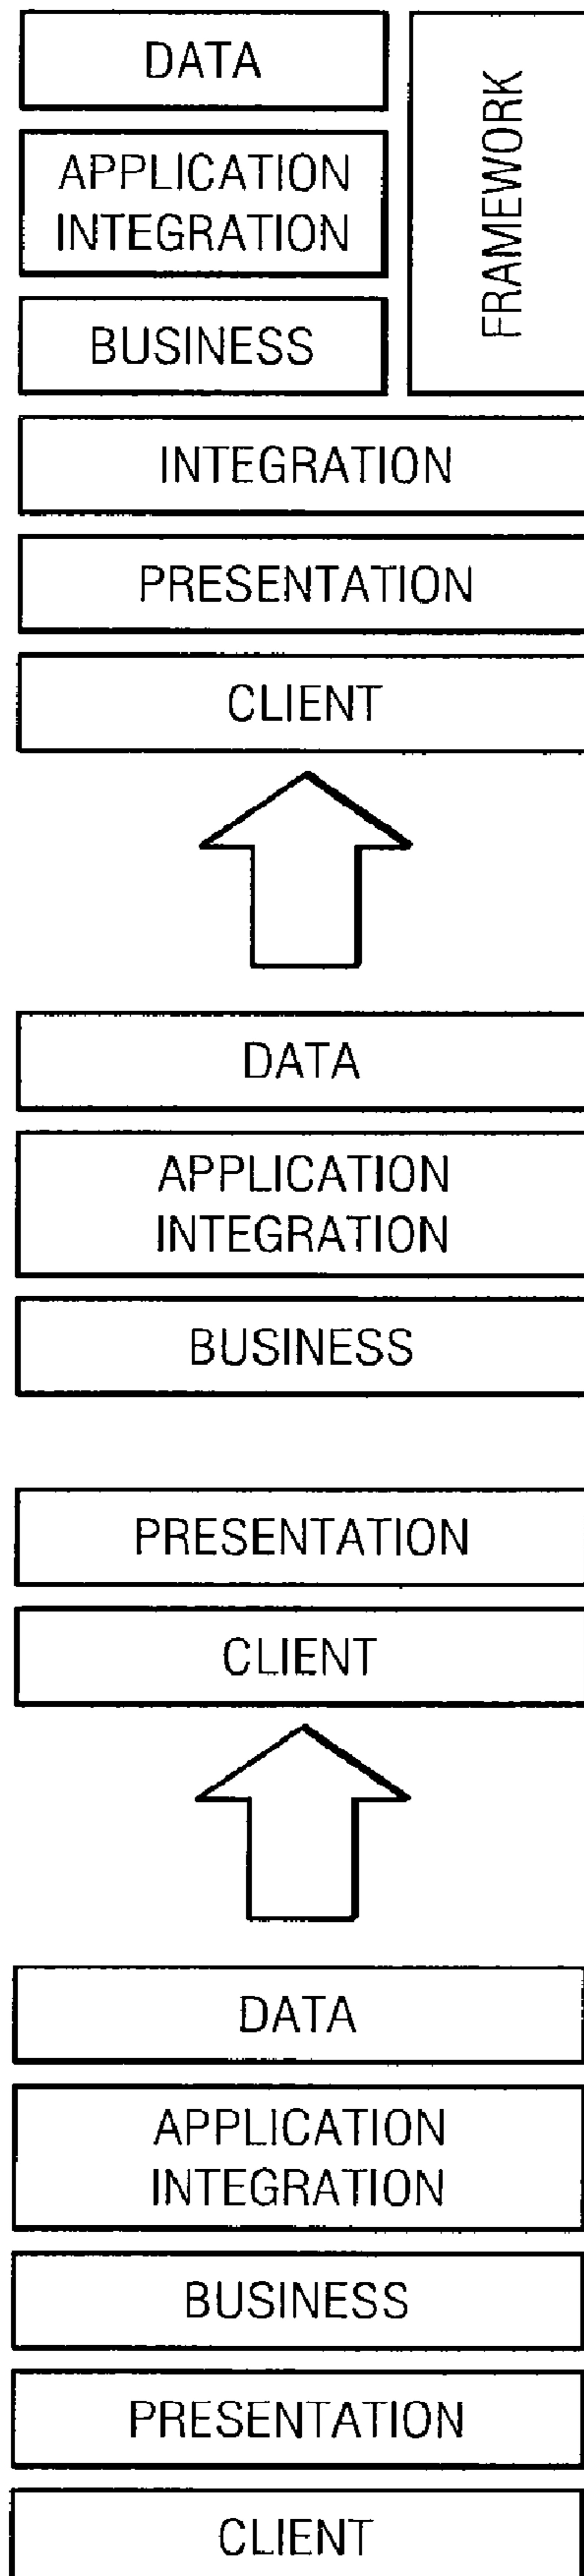 DATA
APPLICATION
INTEGRATION
BUSINESS
FRAMEWORK
INTEGRATION
PRESENTATION
CLIENT
DATA
APPLICATION
INTEGRATION
BUSINESS
PRESENTATION
CLIENT
DATA
APPLICATION
INTEGRATION
BUSINESS
PRESENTATION
CLIENT